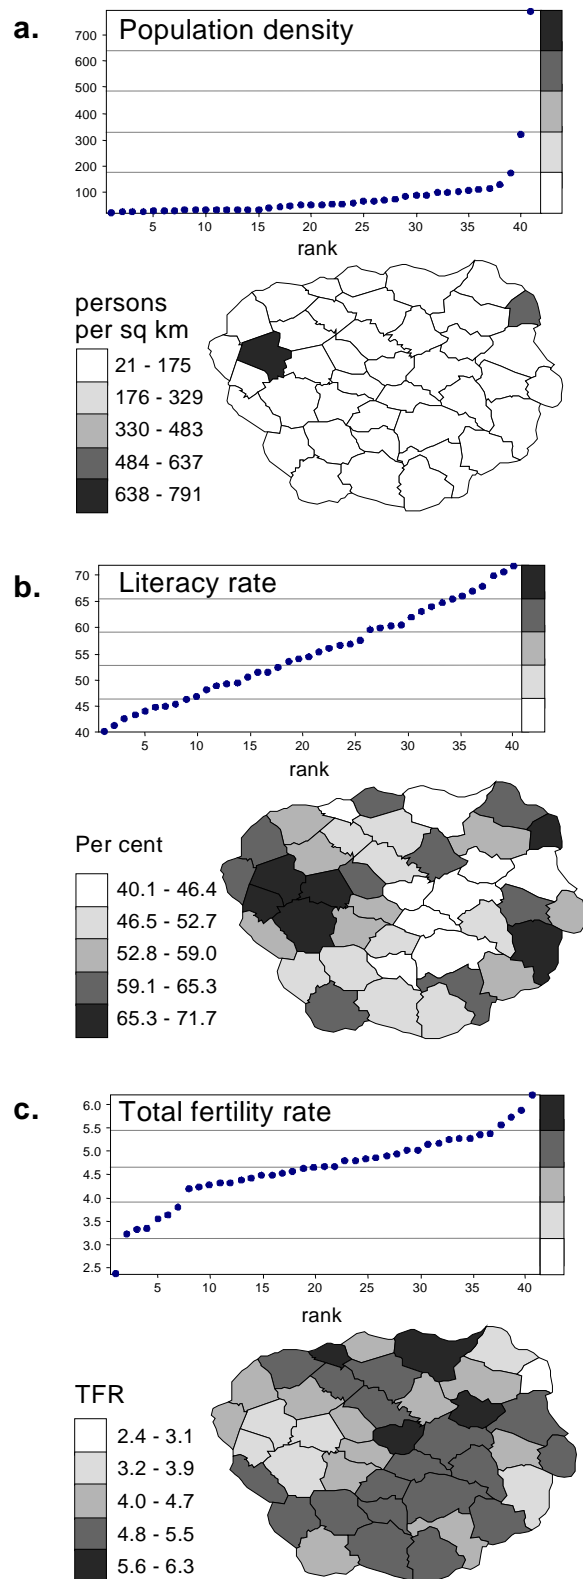 a.
Population density
700
600
500
400
300
200
100
5
10
15
20
25
30
35
40
rank
persons
per sq km
21 - 175
176 - 329
330 - 483
484 - 637
638 - 791
b.
Literacy rate
70
65
60
55
50
45
40
5
10
15
20
25
30
35
40
rank
Per cent
40.1 - 46.4
46.5 - 52.7
52.8 - 59.0
59.1 - 65.3
65.3 - 71.7
c.
Total fertility rate
6.0
5.5
5.0
4.5
4.0
3.5
3.0
2.5
5
10
15
20
25
30
35
40
rank
TFR
2.4 - 3.1
3.2 - 3.9
4.0 - 4.7
4.8 - 5.5
5.6 - 6.3